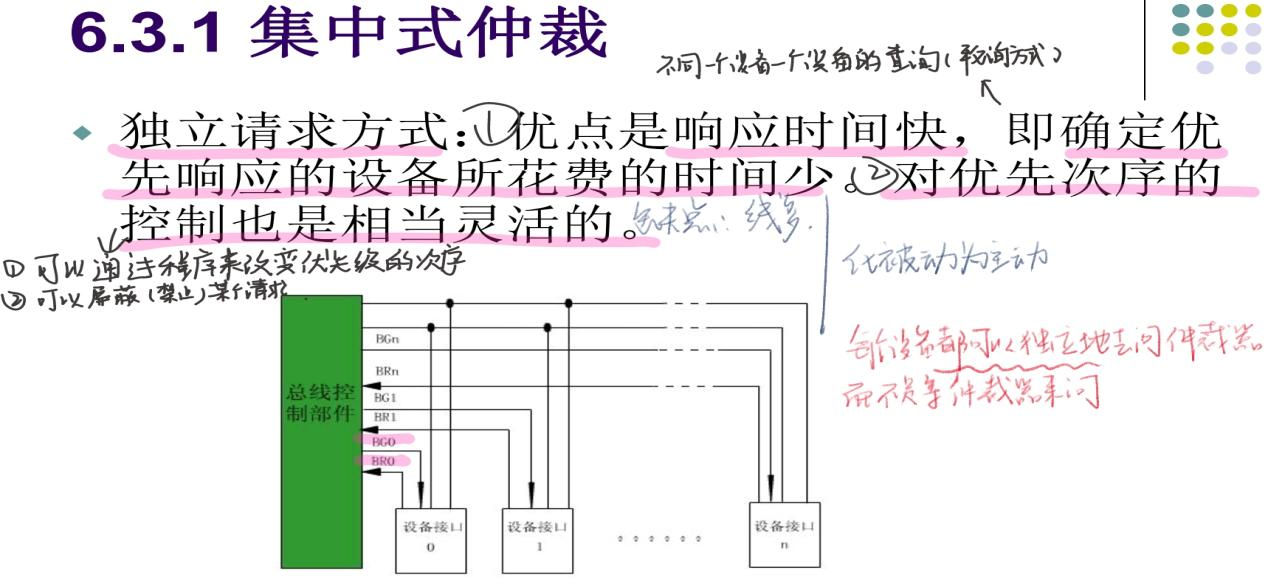 6.3.1 集中式仲裁
不同一个设备一个设备的查询(轮询方式)
独立请求方式:①优点是响应时间快，即确定优
先响应的设备所花费的时间少。②对优先次序的
控制也是相当灵活的。
缺点:线多.
化被动为主动
①可以通过程序来改变优先级的次序
②可以屏蔽(禁止)某个请求.
每个设备都可以独立地去问仲裁器
而不是等仲裁器来问
BGn
BRn
总线控
制部件
BG1
BR1
BG0
BR0
设备接口
0
设备接口
1
设备接口
n